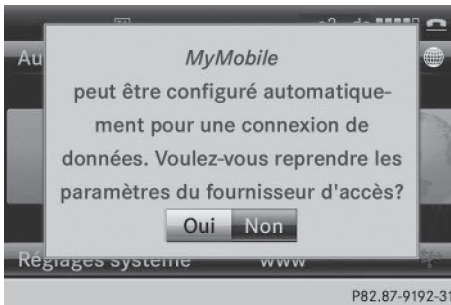 Au
MyMobile
peut être configuré automatique-
ment pour une connexion de
données. Voulez-vous reprendre les
paramètres du fournisseur d'accès?
Oui Non
Réglages système www
P82.87-9192-31